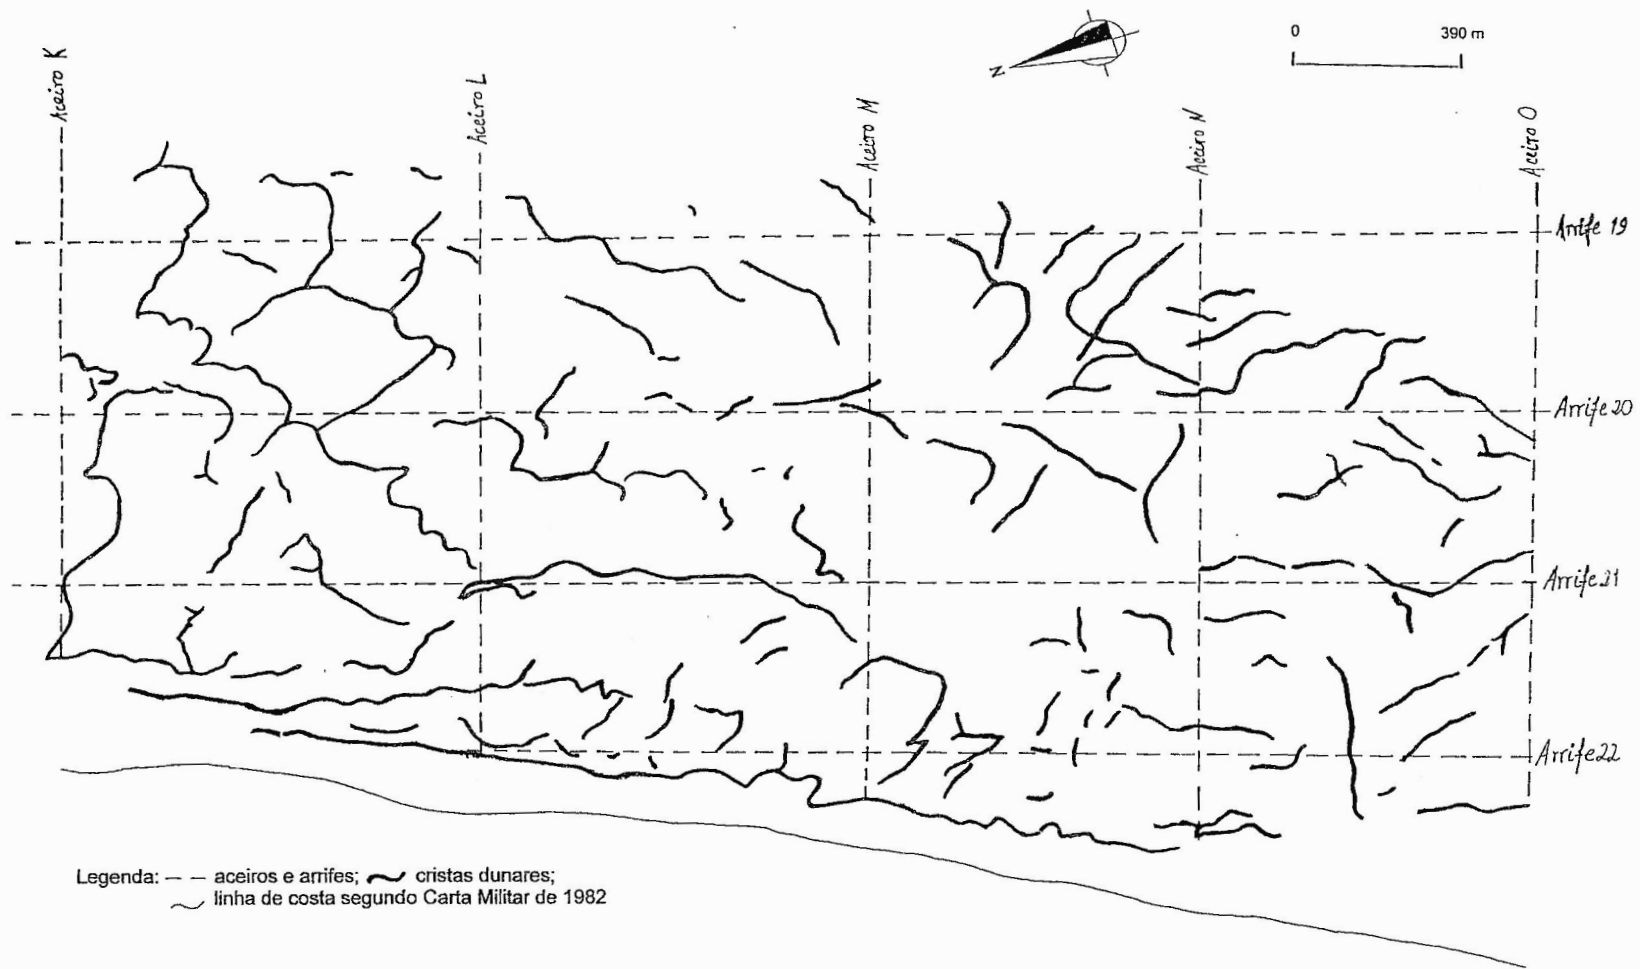 Aceiro K
Aceiro L
Aceiro M
Aceiro N
Aceiro O
N
0 390 m
Arrife 19
Arrife 20
Arrife 21
Arrife 22
Legenda: aceiros e arrifes; cristas dunares;
linha de costa segundo Carta Militar de 1982